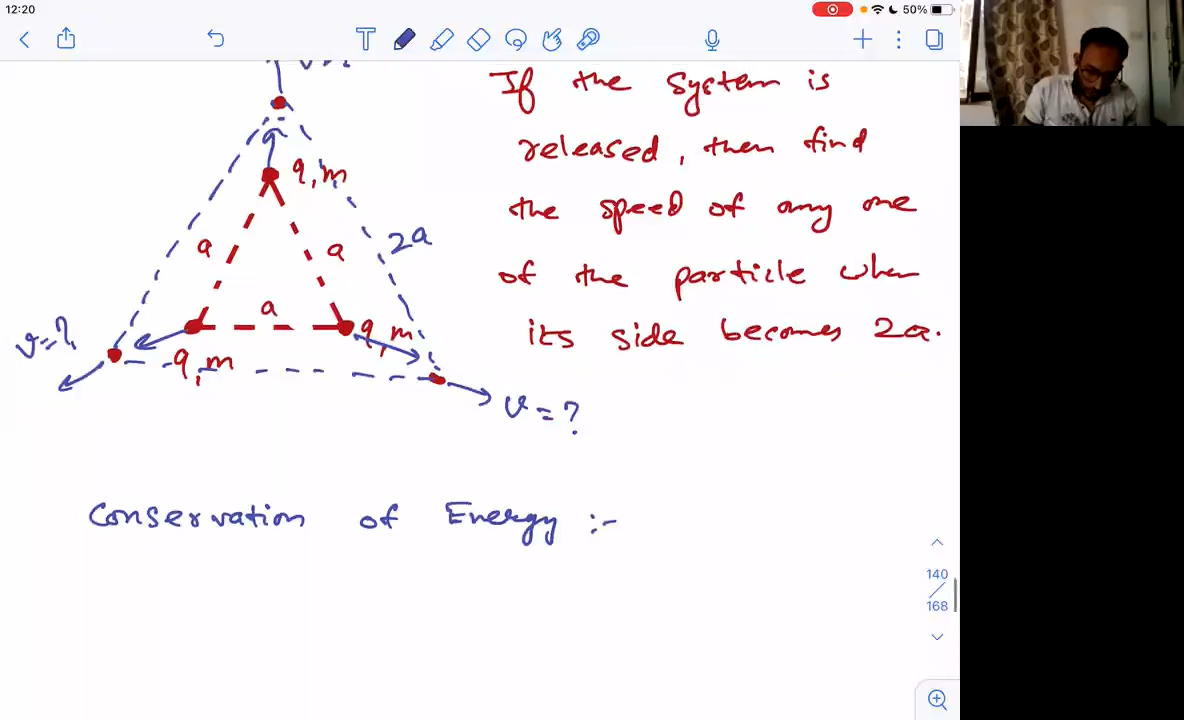 12:20
50%
T
If the system is
released, then find
q, m
the speed of any one
a
a
2a
of the particle when
a
v=?
q, m
its side becomes 2a.
-q, m
v = ?
Conservation of Energy :-
140
168